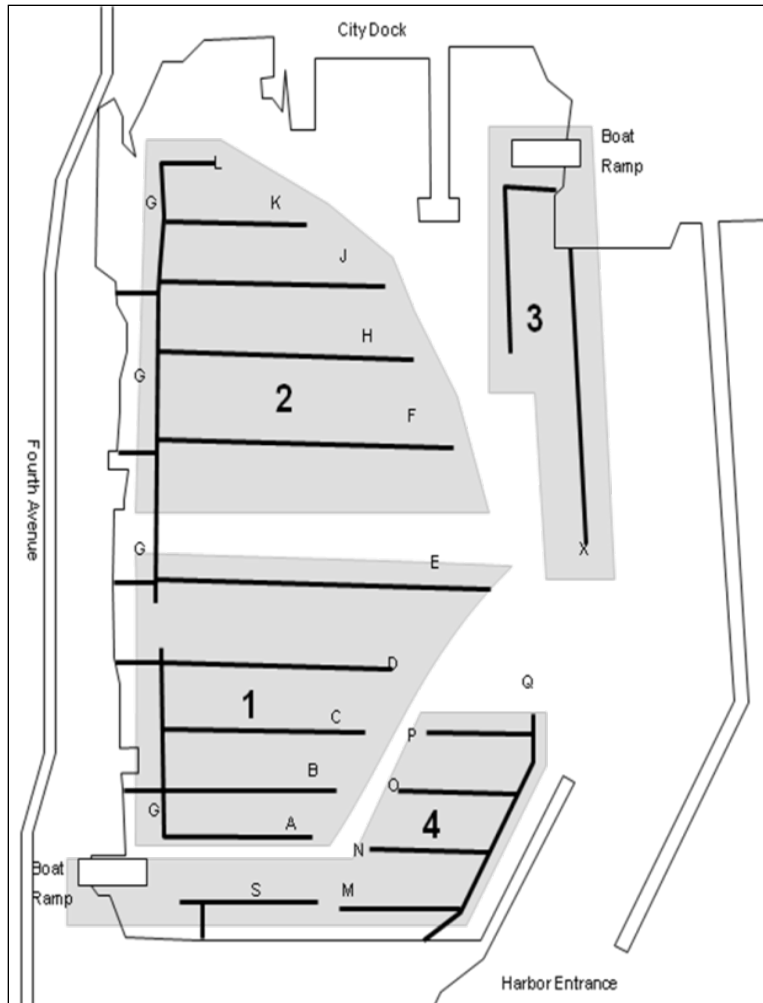 City Dock
Boat
Ramp
L
G
K
J
3
H
G
2
F
Fourth Avenue
G
E
X
D
Q
1
C
P
B
O
G
A
4
N
Boat
Ramp
S
M
Harbor Entrance